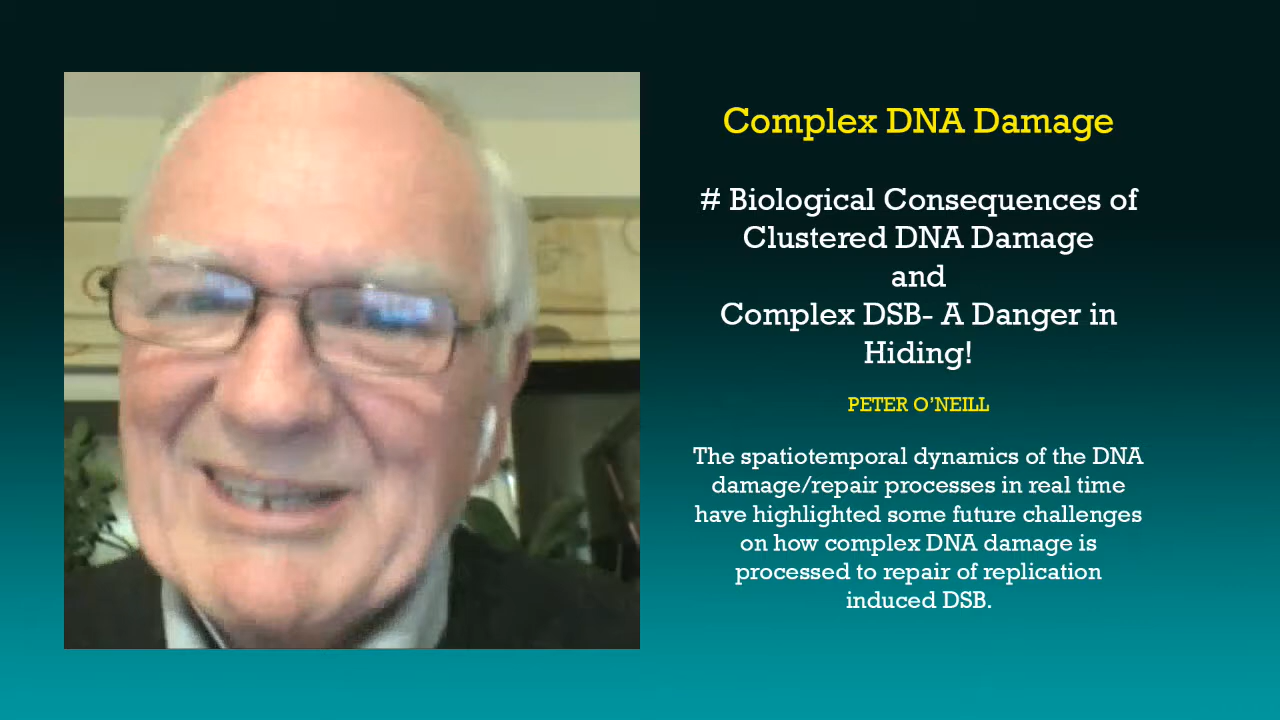 Complex DNA Damage
# Biological Consequences of
Clustered DNA Damage
and
Complex DSB- A Danger in
Hiding!
PETER O’NEILL
The spatiotemporal dynamics of the DNA
damage/repair processes in real time
have highlighted some future challenges
on how complex DNA damage is
processed to repair of replication
induced DSB.